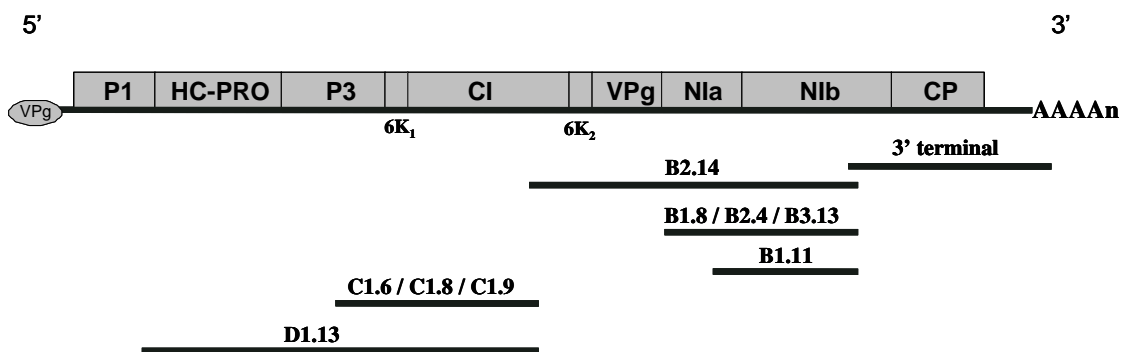 5’ 3’
P1 HC-PRO P3 CI VPg NIa NIb CP
VPg AAAAn
6K1 6K2
3’ terminal
B2.14
B1.8 / B2.4 / B3.13
B1.11
C1.6 / C1.8 / C1.9
D1.13